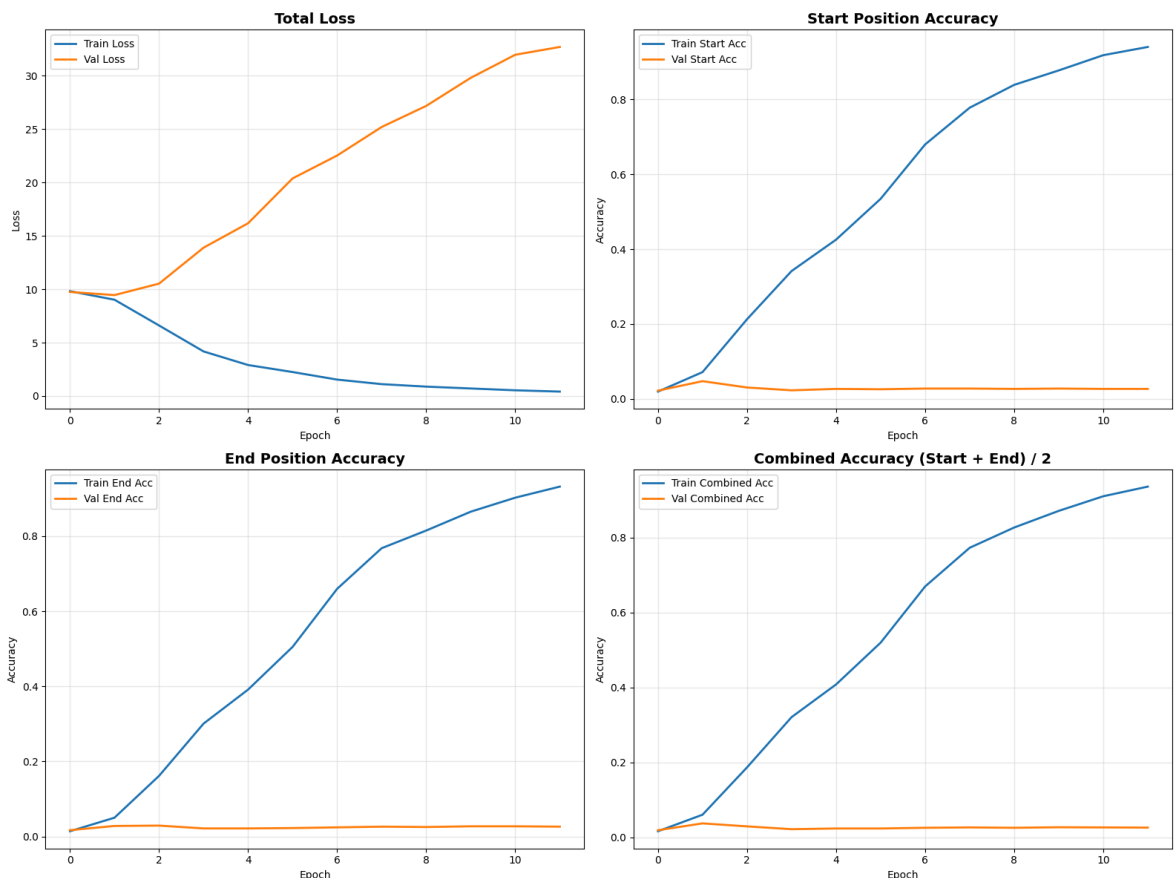 Total Loss
Train Loss
Val Loss
30
25
20
15
10
5
0
Loss
0 2 4 6 8 10
Epoch
Start Position Accuracy
Train Start Acc
Val Start Acc
0.8
0.6
0.4
0.2
0.0
Accuracy
0 2 4 6 8 10
Epoch
End Position Accuracy
Train End Acc
Val End Acc
0.8
0.6
0.4
0.2
0.0
Accuracy
0 2 4 6 8 10
Epoch
Combined Accuracy (Start + End) / 2
Train Combined Acc
Val Combined Acc
0.8
0.6
0.4
0.2
0.0
Accuracy
0 2 4 6 8 10
Epoch